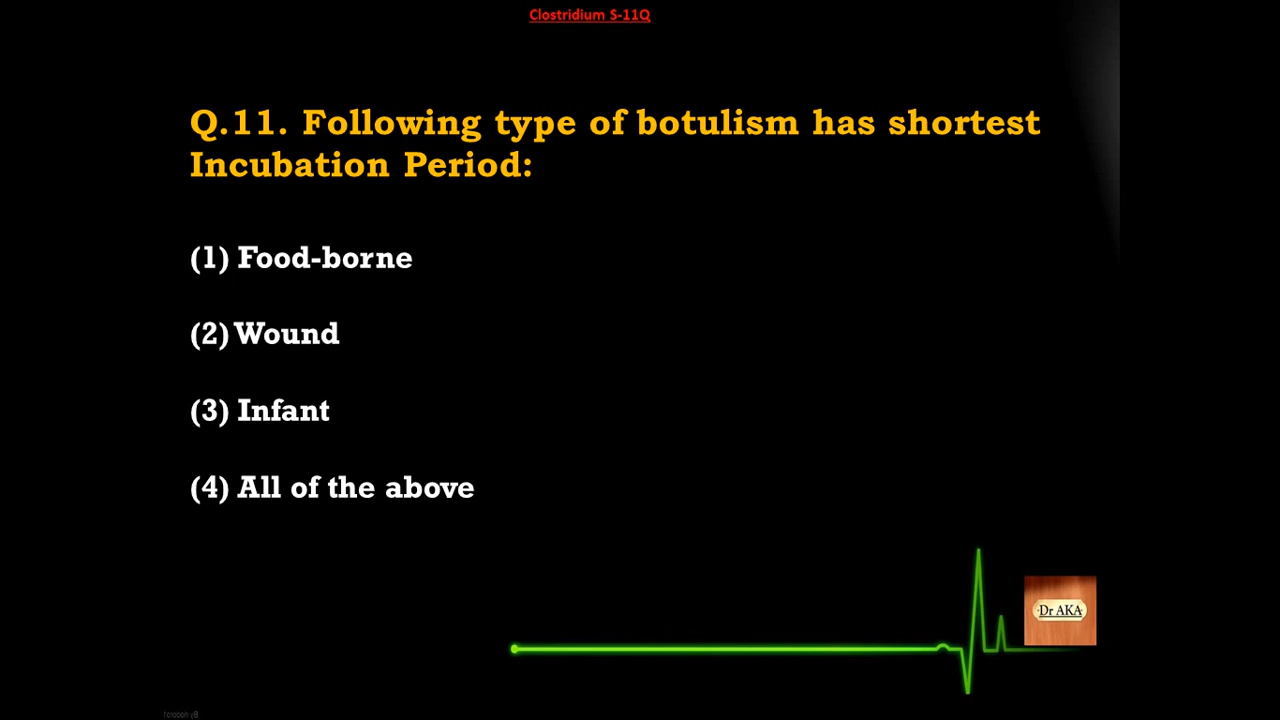 Clostridium S-11Q
Q.11. Following type of botulism has shortest
Incubation Period:
(1) Food-borne
(2) Wound
(3) Infant
(4) All of the above
Dr AKA